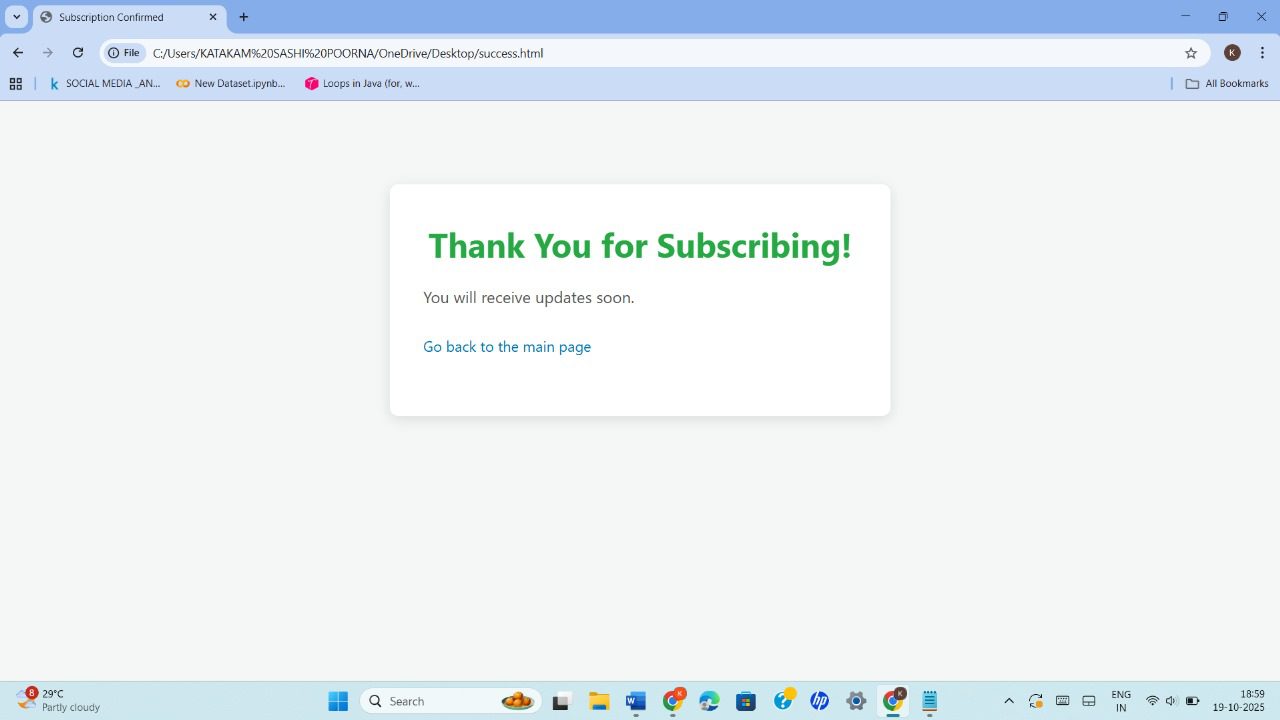 Subscription Confirmed
File
C:/Users/KATAKAM%20SASHI%20POORNA/OneDrive/Desktop/success.html
K
SOCIAL MEDIA _AN...
New Dataset.ipynb...
Loops in Java (for, w...
All Bookmarks
Thank You for Subscribing!
You will receive updates soon.
Go back to the main page
8
29°C
Partly cloudy
Search
ENG
IN
18:59
19-10-2025